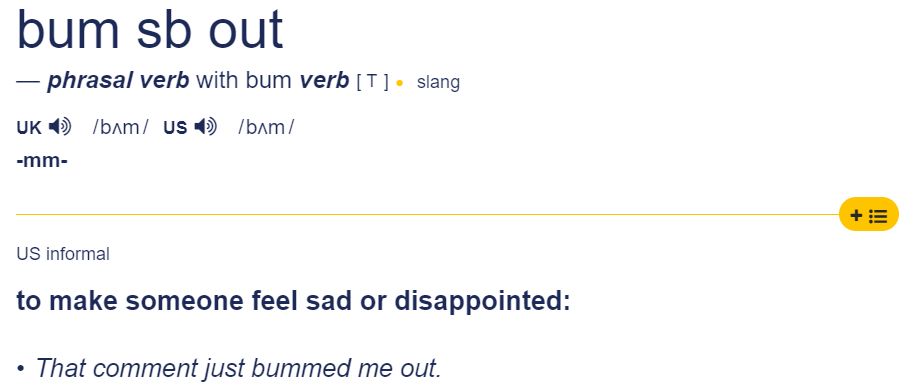 bum sb out
— phrasal verb with bum verb [ T ] • slang
UK /bʌm/ US /bʌm/
-mm-
+
US informal
to make someone feel sad or disappointed:
• That comment just bummed me out.